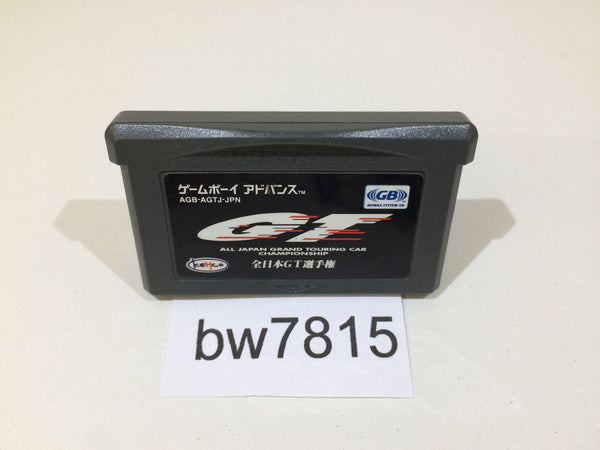 GAME BOY ADVANCE
ゲームボーイ アドバンス™
AGB-AGTJ-JPN
GB
MOBILE SYSTEM GB
GT
ALL JAPAN GRAND TOURING CAR
CHAMPIONSHIP
全日本GT選手権
Kemco
bw7815